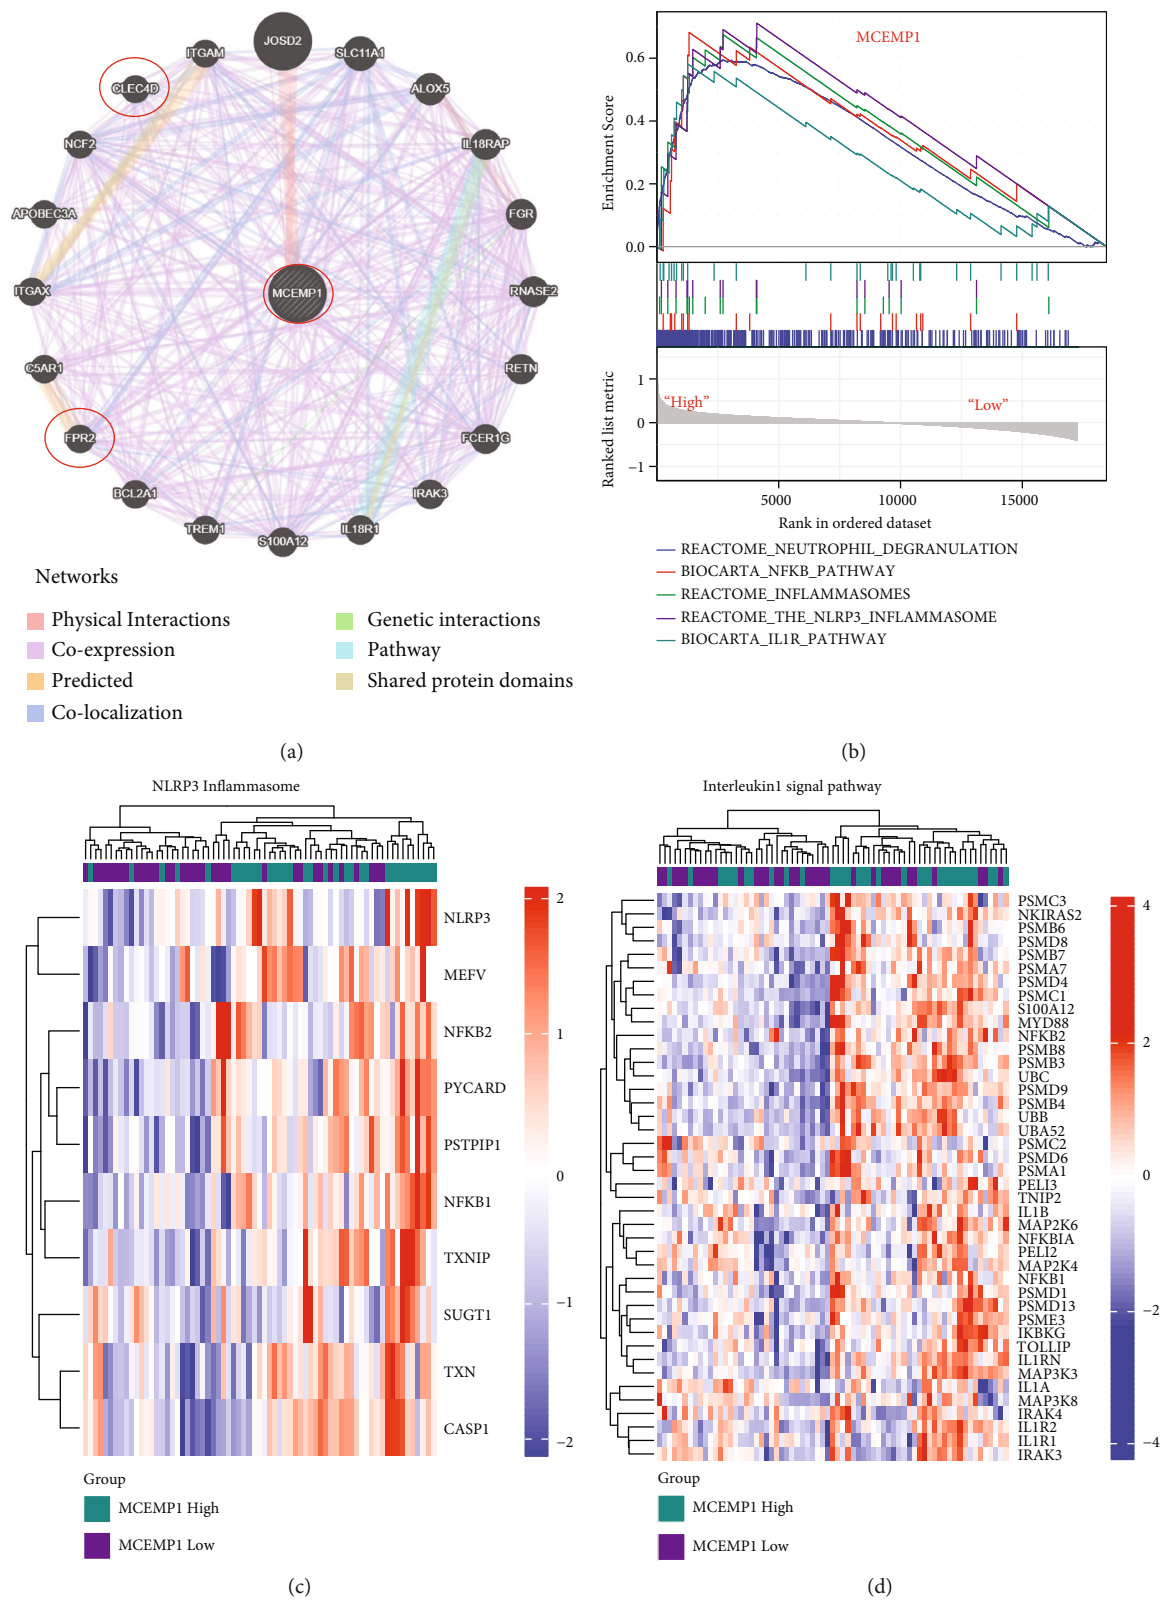 JOSD2
ITGAM
SLC11A1
CLEC4D
ALOX5
NCF2
IL18RAP
APOBEC3A
FGR
MCEMP1
ITGAX
RNASE2
C5AR1
RETN
FPR2
FCER1G
BCL2A1
IRAK3
TREM1
IL18R1
S100A12
Networks
Physical Interactions
Co-expression
Predicted
Co-localization
Genetic interactions
Pathway
Shared protein domains
(a)
MCEMP1
Enrichment Score
0.6
0.4
0.2
0.0
Ranked list metric
1
0
−1
"High"
"Low"
5000
10000
15000
Rank in ordered dataset
REACTOME_NEUTROPHIL_DEGRANULATION
BIOCARTA_NFKB_PATHWAY
REACTOME_INFLAMMASOMES
REACTOME_THE_NLRP3_INFLAMMASOME
BIOCARTA_IL1R_PATHWAY
(b)
NLRP3 Inflammasome
NLRP3
MEFV
NFKB2
PYCARD
PSTPIP1
NFKB1
TXNIP
SUGT1
TXN
CASP1
2
1
0
−1
−2
Group
MCEMP1 High
MCEMP1 Low
(c)
Interleukin1 signal pathway
PSMC3
NKIRAS2
PSMB6
PSMD8
PSMB7
PSMA7
PSMD4
PSMC1
S100A12
MYD88
NFKB2
PSMB8
PSMB3
UBC
PSMD9
PSMB4
UBB
UBA52
PSMC2
PSMD6
PSMA1
PELI3
TNIP2
IL1B
MAP2K6
NFKBIA
PELI2
MAP2K4
NFKB1
PSMD1
PSMD13
PSME3
IKBKG
TOLLIP
IL1RN
MAP3K3
IL1A
MAP3K8
IRAK4
IL1R2
IL1R1
IRAK3
4
2
0
−2
−4
Group
MCEMP1 High
MCEMP1 Low
(d)